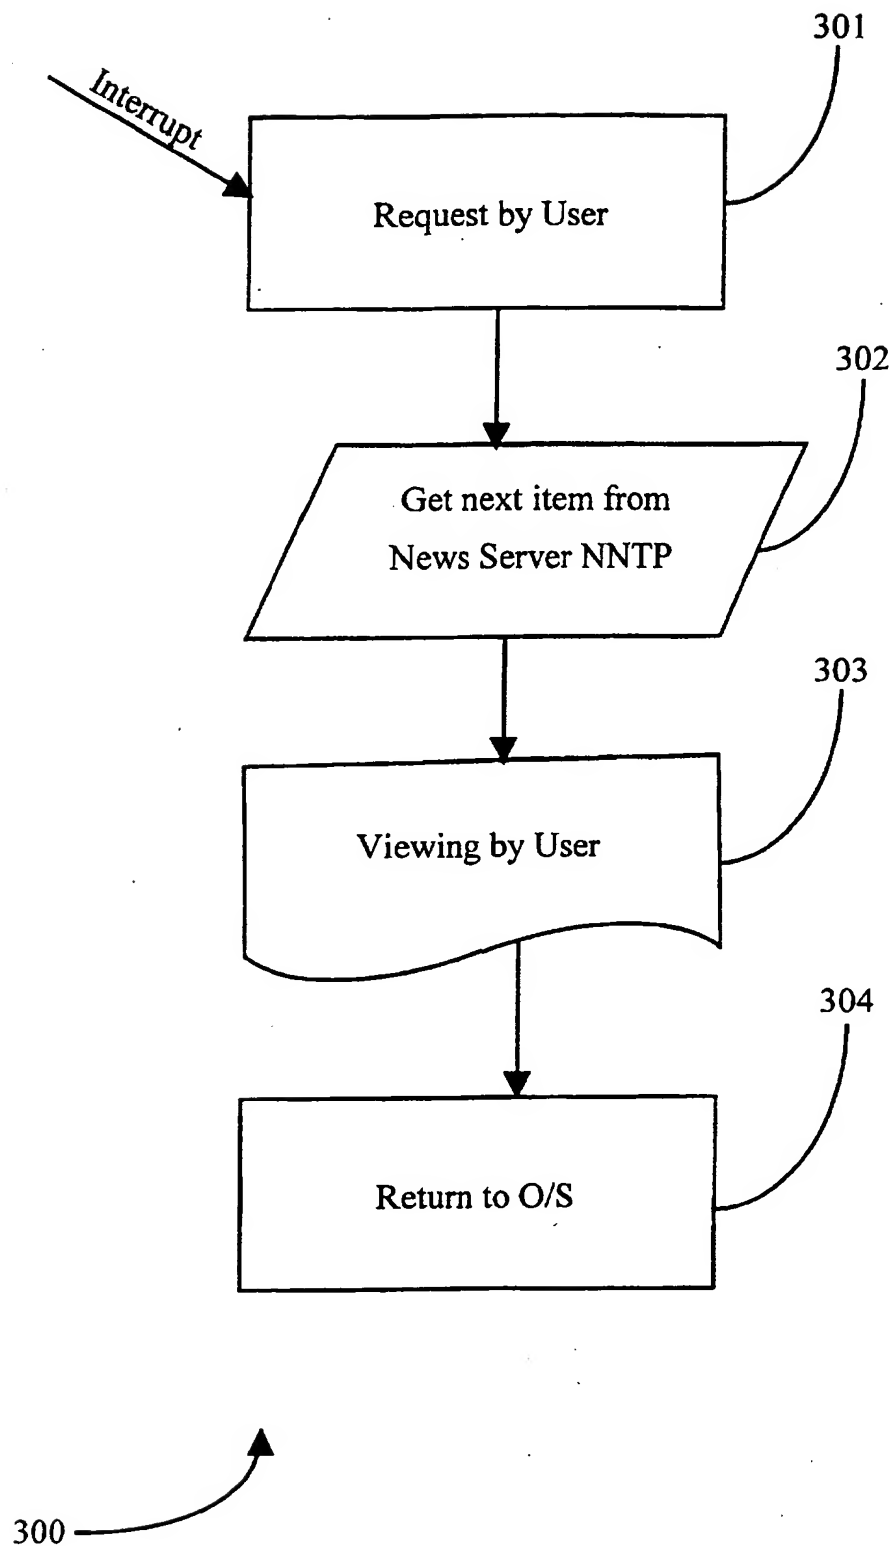 301
Interrupt
Request by User
302
Get next item from
News Server NNTP
303
Viewing by User
304
Return to O/S
300